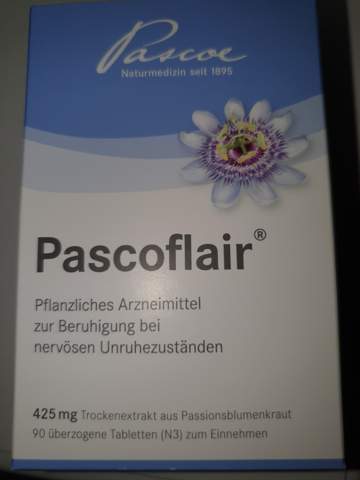 Pascoe
Naturmedizin seit 1895
Pascoflair®
Pflanzliches Arzneimittel
zur Beruhigung bei
nervösen Unruhezuständen
425 mg Trockenextrakt aus Passionsblumenkraut
90 überzogene Tabletten (N3) zum Einnehmen